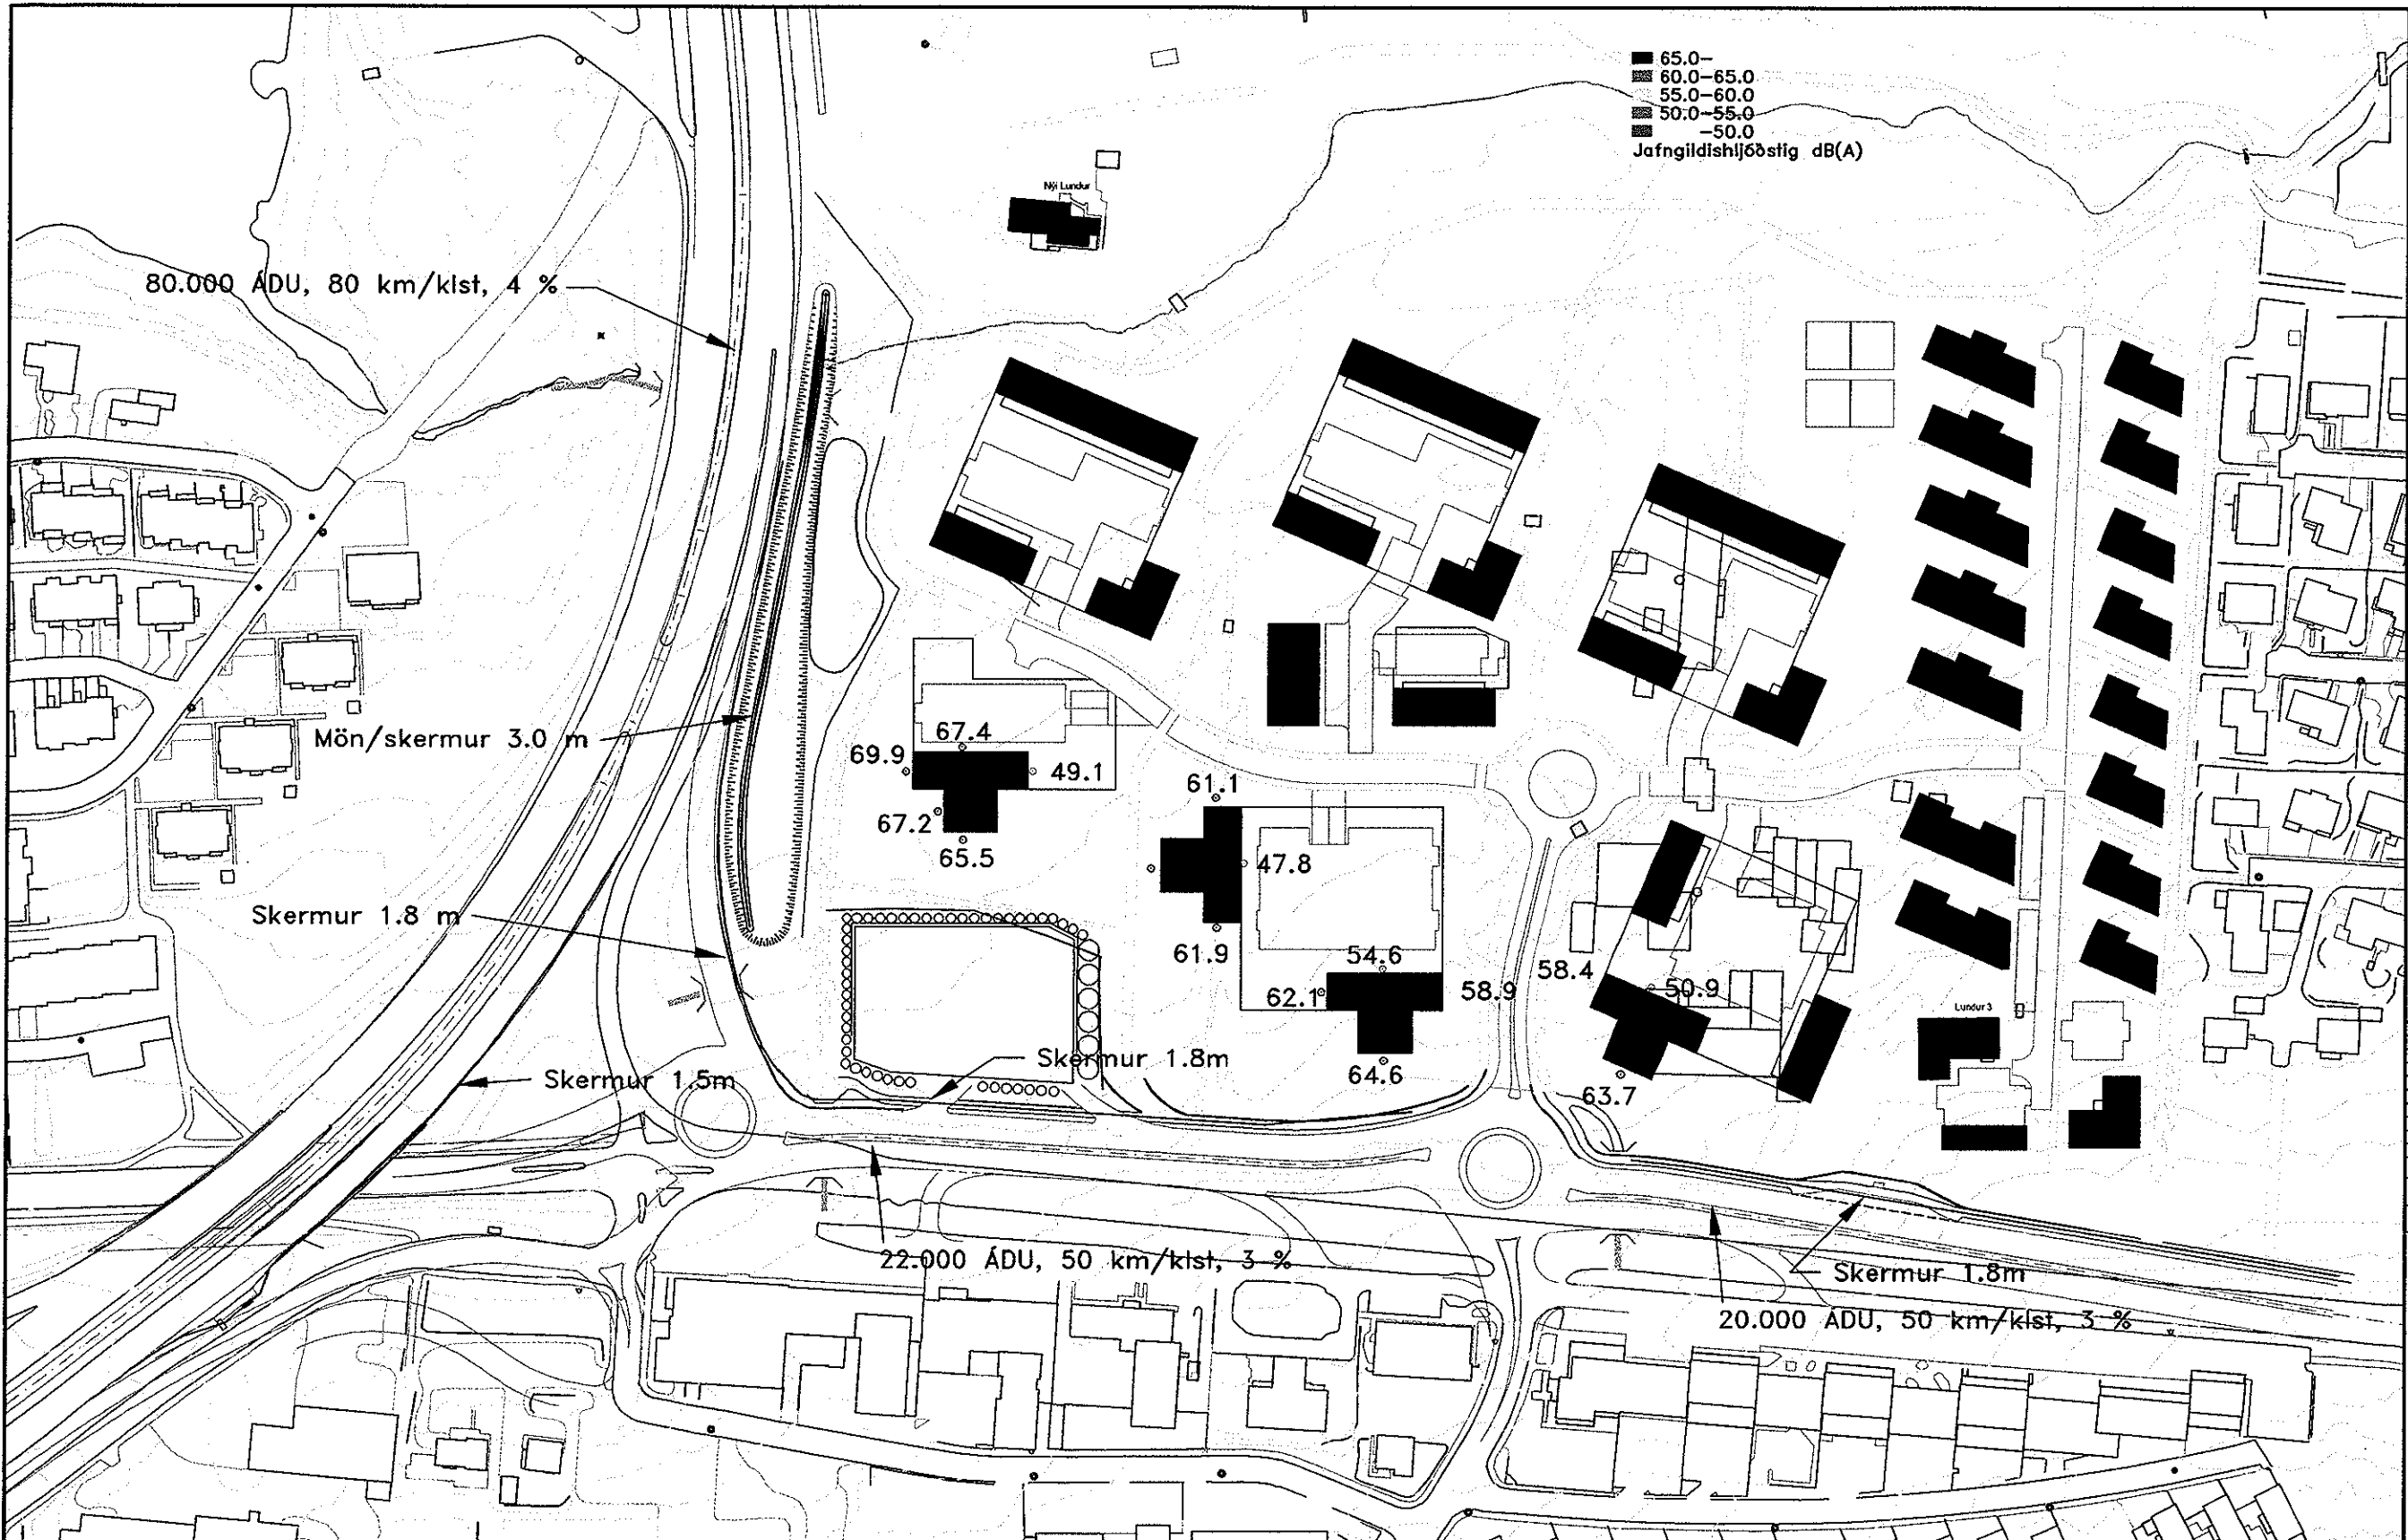 65.0-
60.0-65.0
55.0-60.0
50.0-55.0
-50.0
Jafngildishljóðstig dB(A)
Nýi Lundur
80.000 ÁDU, 80 km/klst, 4 %
Mön/skermur 3.0 m
67.4
69.9
49.1
61.1
67.2
65.5
47.8
Skermur 1.8 m
61.9
54.6
58.4
62.1
58.9
50.9
Lundur 3
Skermur 1.8m
Skermur 1.5m
64.6
63.7
22.000 ÁDU, 50 km/klst, 3 %
Skermur 1.8m
20.000 ÁDU, 50 km/klst, 3 %